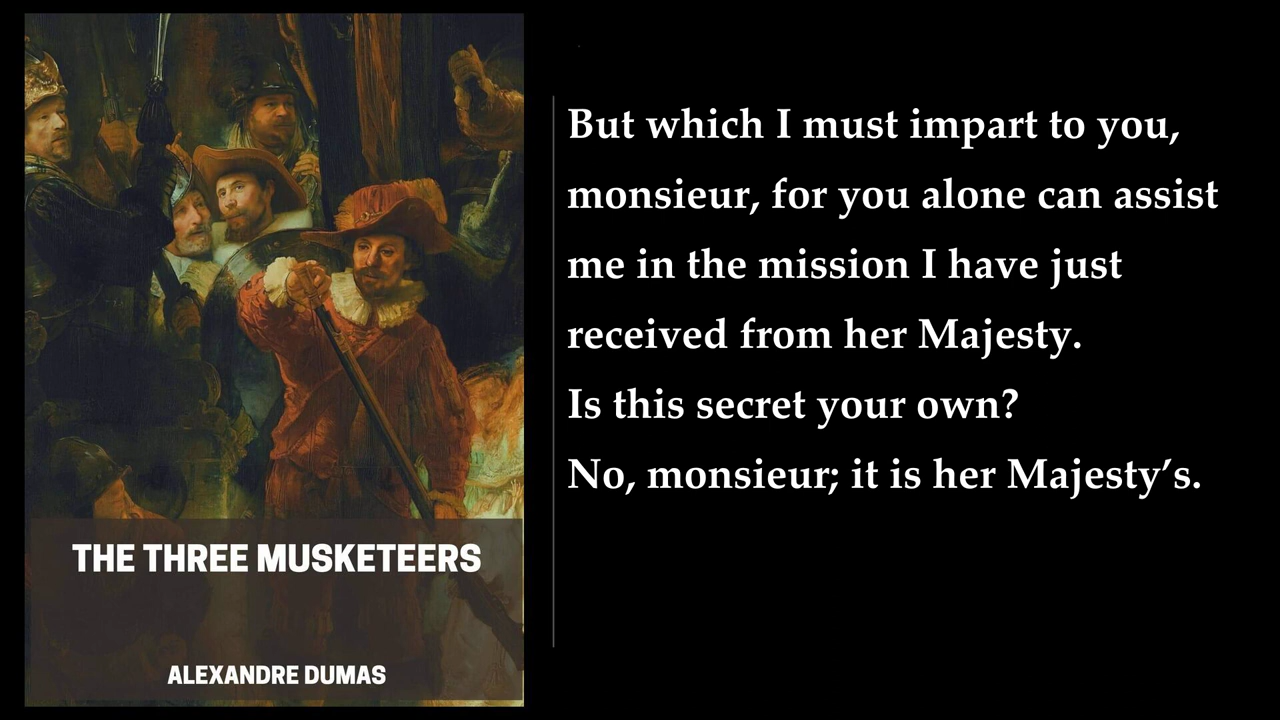 THE THREE MUSKETEERS
ALEXANDRE DUMAS
But which I must impart to you,
monsieur, for you alone can assist
me in the mission I have just
received from her Majesty.
Is this secret your own?
No, monsieur; it is her Majesty’s.